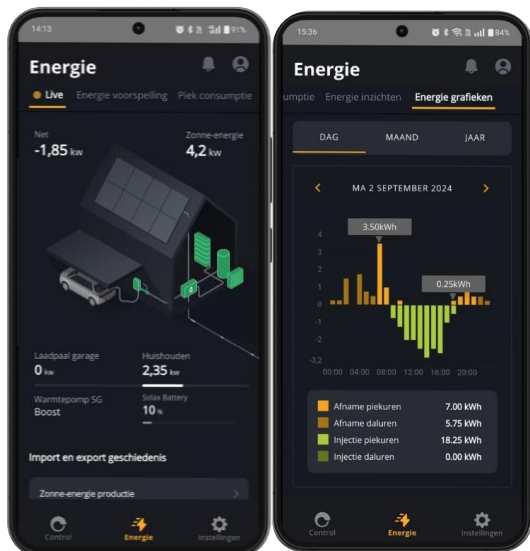 14:13
91%
Energie
Live Energie voorspelling Piek consumptie
Net
-1,85 kw
Zonne-energie
4,2 kw
Laadpaal garage
0 kw
Huishouden
2,35 kw
Warmtepomp SG
Boost
Solax Battery
10 %
Import en export geschiedenis
Zonne-energie productie
Control
Energie
Instellingen
15:36
84%
Energie
umptie Energie inzichten Energie grafieken
DAG MAAND JAAR
MA 2 SEPTEMBER 2024
3.50kWh
0.25kWh
4
3
2
1
0
-1
-2
-3,2
00:00 04:00 08:00 12:00 16:00 20:00
Afname piekuren 7.00 kWh
Afname daluren 5.75 kWh
Injectie piekuren 18.25 kWh
Injectie daluren 0.00 kWh
Control
Energie
Instellingen